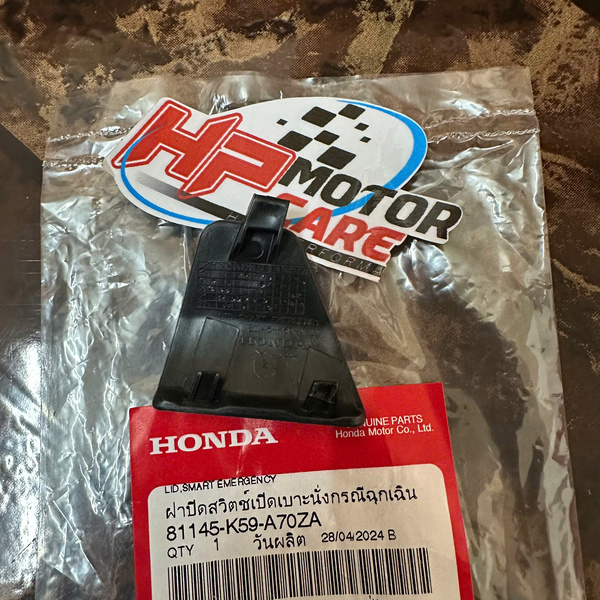 HP
MOTOR
CARE
HONDA
HONDA
GENUINE PARTS
Honda Motor Co., Ltd.
LID,SMART EMERGENCY
ฝาปิดสวิตช์เปิดเบาะนั่งกรณีฉุกเฉิน
81145-K59-A70ZA
QTY 1 วันผลิต 28/04/2024 B